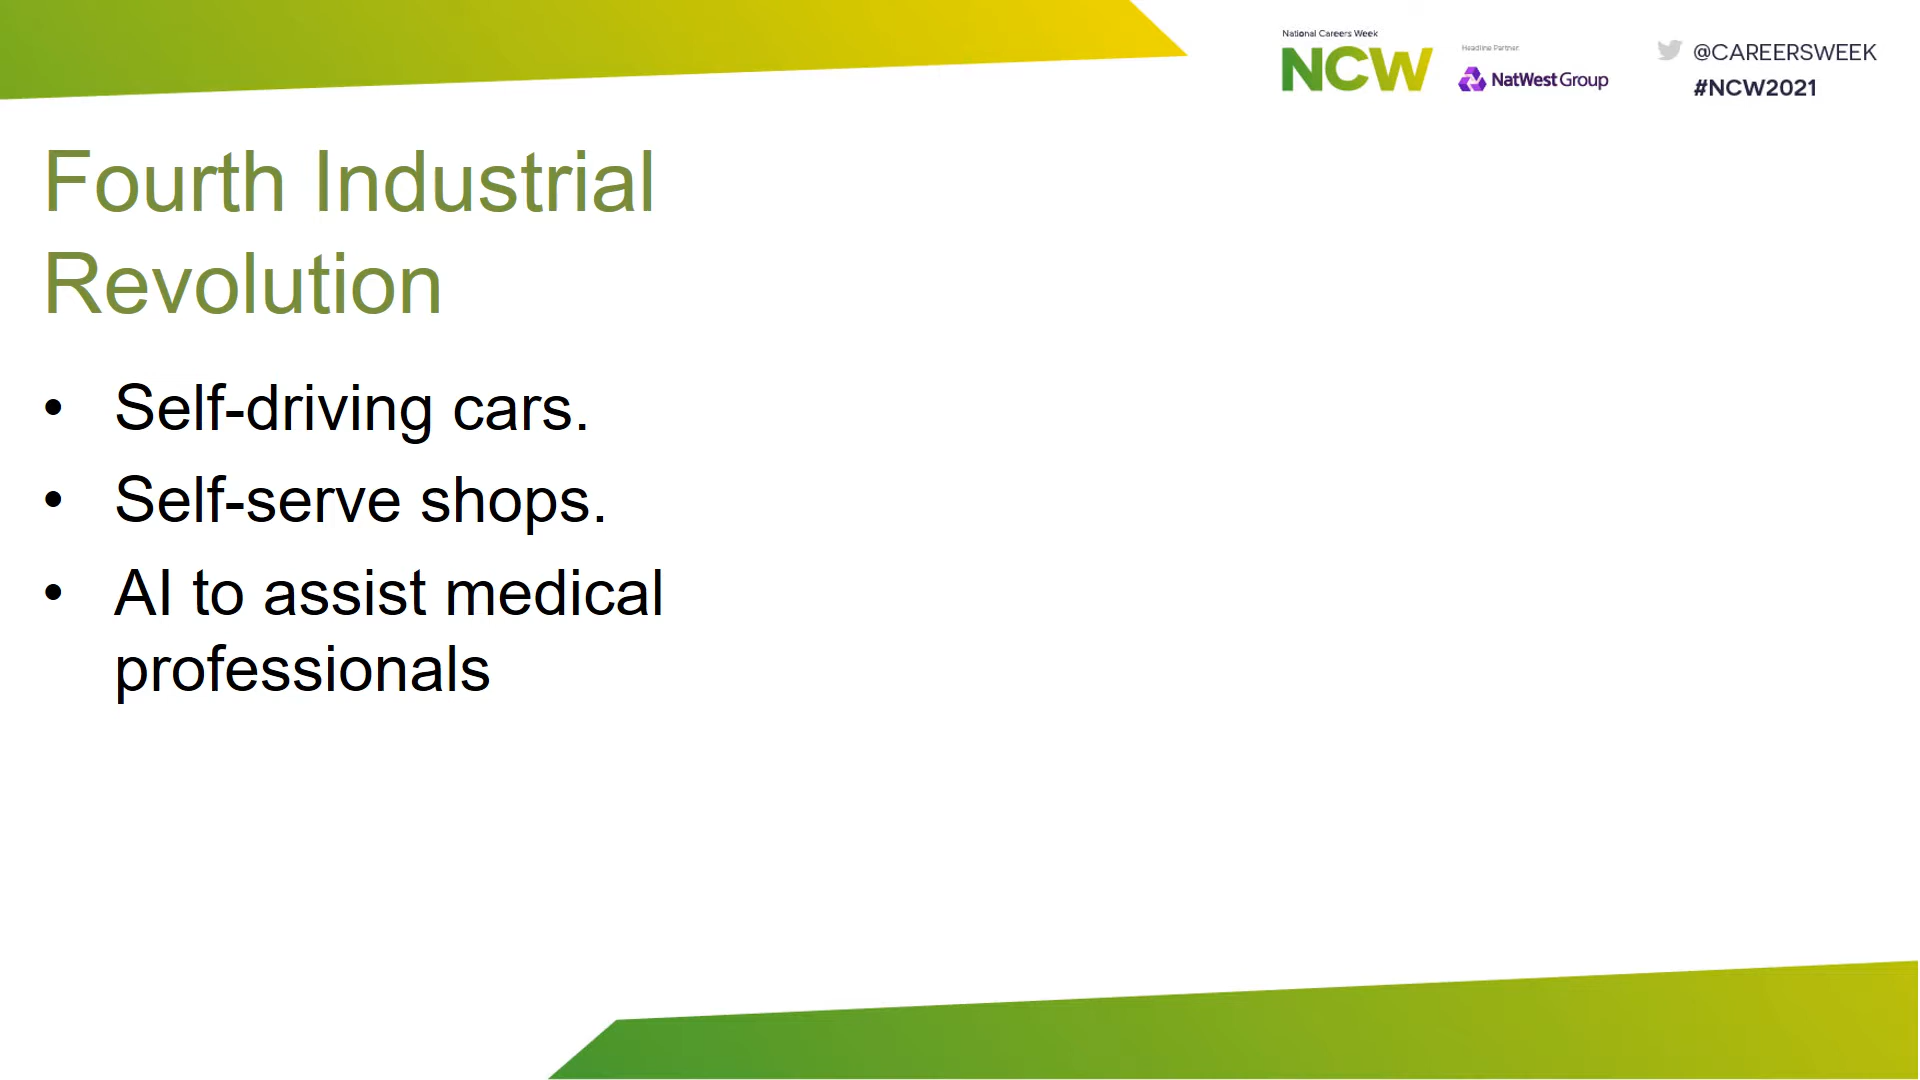 National Careers Week
NCW
Headline Partner:
NatWest Group
@CAREERSWEEK
#NCW2021
Fourth Industrial
Revolution
• Self-driving cars.
• Self-serve shops.
• AI to assist medical
professionals